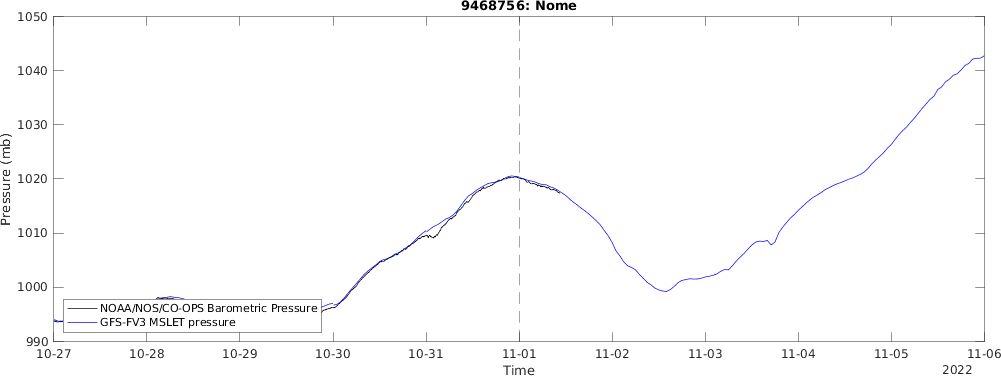 9468756: Nome
1050
1040
1030
1020
1010
1000
990
Pressure (mb)
NOAA/NOS/CO-OPS Barometric Pressure
GFS-FV3 MSLET pressure
10-27 10-28 10-29 10-30 10-31 11-01 11-02 11-03 11-04 11-05 11-06
Time
2022